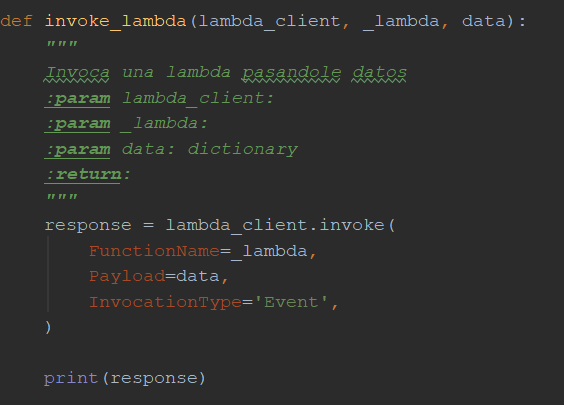 def invoke_lambda(lambda_client, _lambda, data):
    """
    Invoca una lambda pasandole datos
    :param lambda_client:
    :param _lambda:
    :param data: dictionary
    :return:
    """
    response = lambda_client.invoke(
        FunctionName=_lambda,
        Payload=data,
        InvocationType='Event',
    )
    print(response)